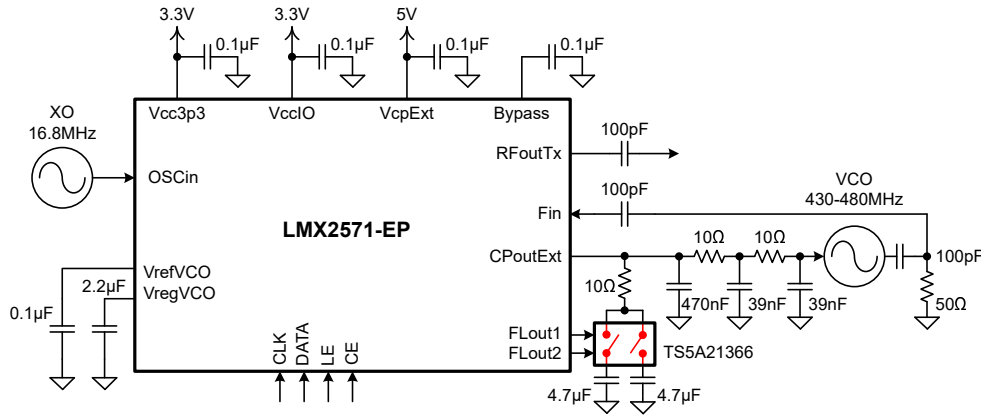 3.3V
3.3V
5V
0.1µF
0.1µF
0.1µF
0.1µF
XO
16.8MHz
Vcc3p3
VccIO
VcpExt
Bypass
100pF
RFoutTx
OSCin
100pF
VCO
430-480MHz
Fin
LMX2571-EP
10Ω
10Ω
CPoutExt
100pF
VrefVCO
10Ω
2.2µF
VregVCO
470nF
39nF
39nF
50Ω
0.1µF
CLK
DATA
LE
CE
FLout1
FLout2
TS5A21366
4.7µF
4.7µF